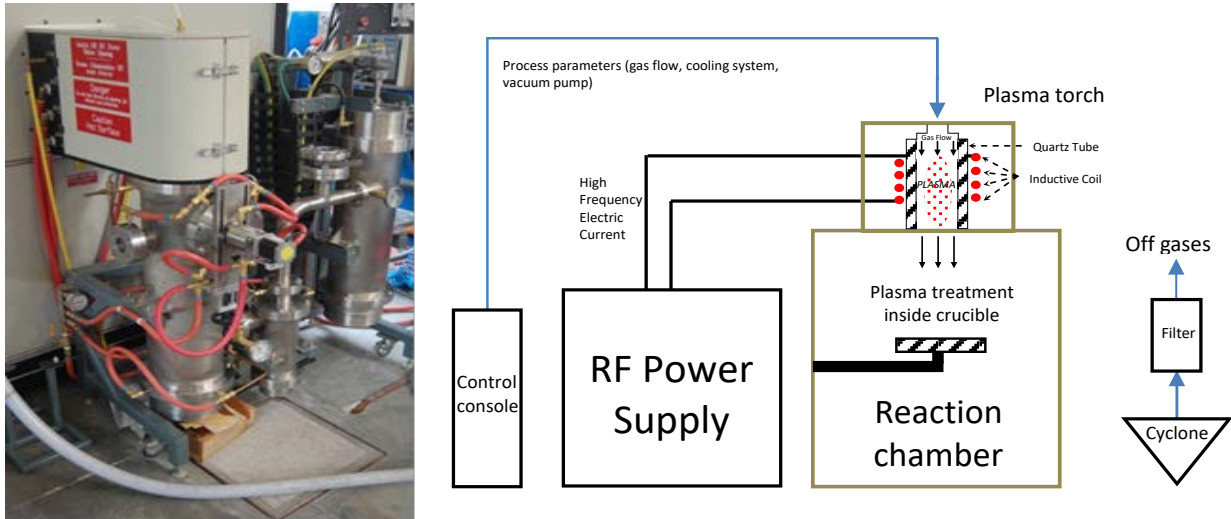 Danger
Caution
Hot Surface
Process parameters (gas flow, cooling system,
vacuum pump)
Plasma torch
Gas Flow
Quartz Tube
PLASMA
Inductive Coil
High
Frequency
Electric
Current
Off gases
Plasma treatment
inside crucible
Filter
Control
console
RF Power
Supply
Reaction
chamber
Cyclone